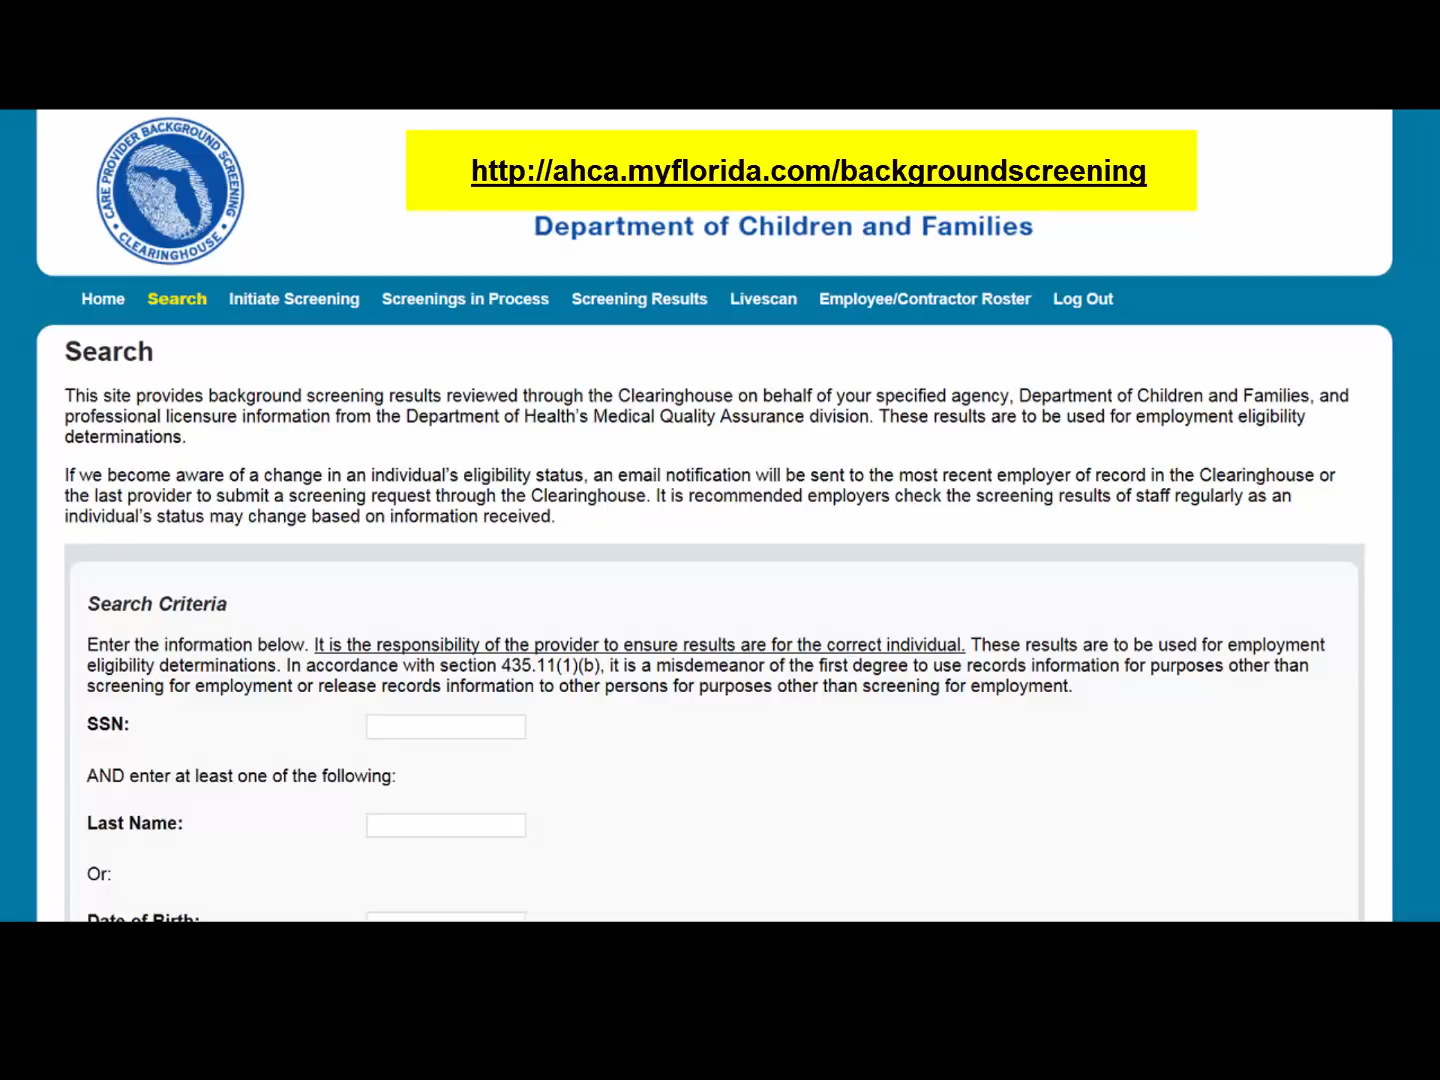 CARE PROVIDER BACKGROUND SCREENING
• CLEARINGHOUSE •
http://ahca.myflorida.com/backgroundscreening
Department of Children and Families
Home Search Initiate Screening Screenings in Process Screening Results Livescan Employee/Contractor Roster Log Out
Search
This site provides background screening results reviewed through the Clearinghouse on behalf of your specified agency, Department of Children and Families, and
professional licensure information from the Department of Health's Medical Quality Assurance division. These results are to be used for employment eligibility
determinations.
If we become aware of a change in an individual's eligibility status, an email notification will be sent to the most recent employer of record in the Clearinghouse or
the last provider to submit a screening request through the Clearinghouse. It is recommended employers check the screening results of staff regularly as an
individual's status may change based on information received.
Search Criteria
Enter the information below. It is the responsibility of the provider to ensure results are for the correct individual. These results are to be used for employment
eligibility determinations. In accordance with section 435.11(1)(b), it is a misdemeanor of the first degree to use records information for purposes other than
screening for employment or release records information to other persons for purposes other than screening for employment.
SSN:
AND enter at least one of the following:
Last Name:
Or:
Date of Birth: